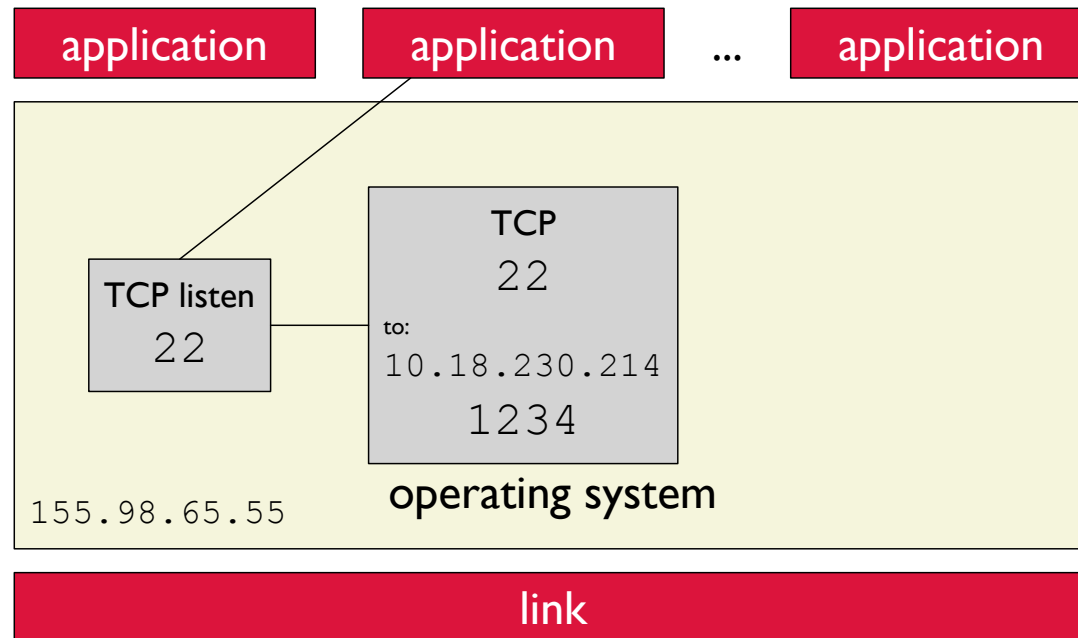 application application ... application
TCP
22
TCP listen
22
to:
10.18.230.214
1234
operating system
155.98.65.55
link